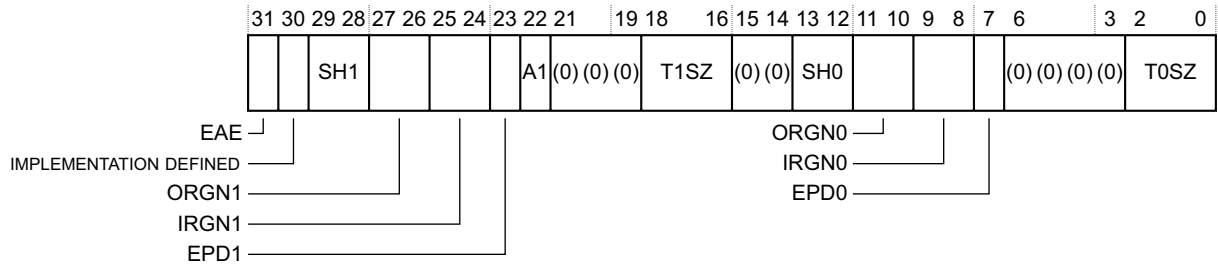 31 30 29 28 27 26 25 24 23 22 21 19 18 16 15 14 13 12 11 10 9 8 7 6 3 2 0
SH1 A1 (0) (0) (0) T1SZ (0) (0) SH0 (0) (0) (0) (0) T0SZ
EAE ORGN0
IMPLEMENTATION DEFINED IRGN0
ORGN1 EPD0
IRGN1
EPD1